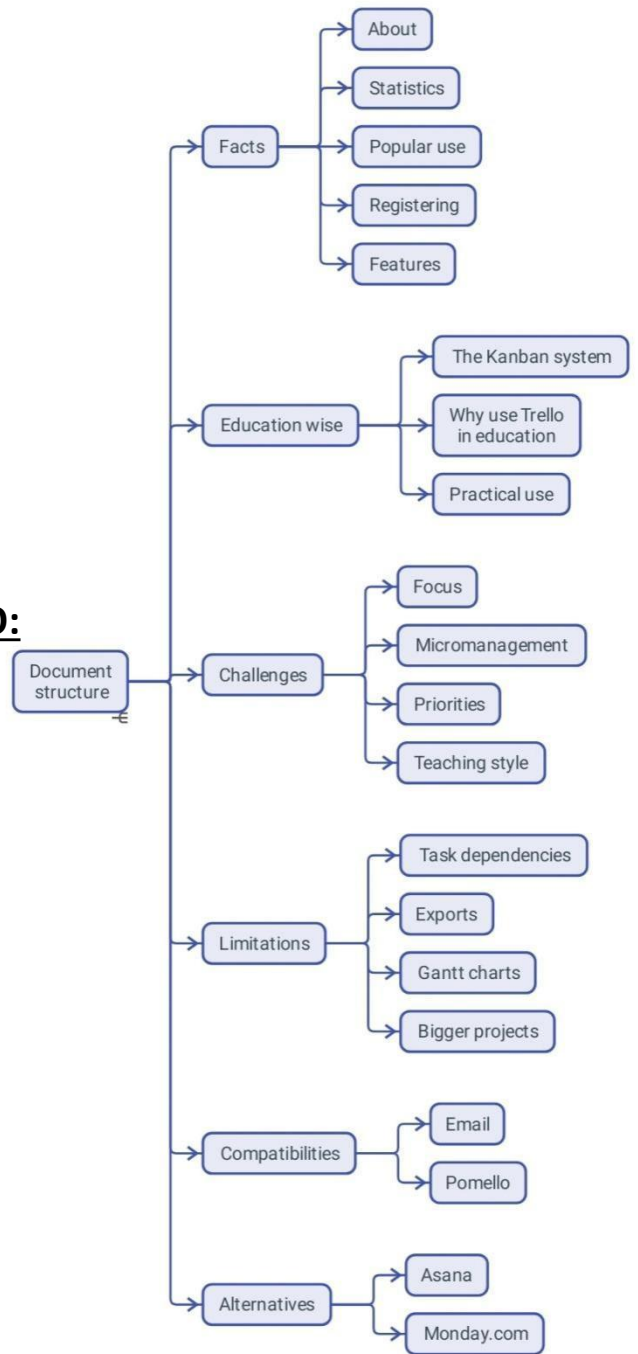 About
Statistics
Facts
Popular use
Registering
Features
The Kanban system
Education wise
Why use Trello
in education
Practical use
Focus
Micromanagement
Document
structure
Challenges
Priorities
Teaching style
Task dependencies
Exports
Limitations
Gantt charts
Bigger projects
Email
Compatibilities
Pomello
Asana
Alternatives
Monday.com